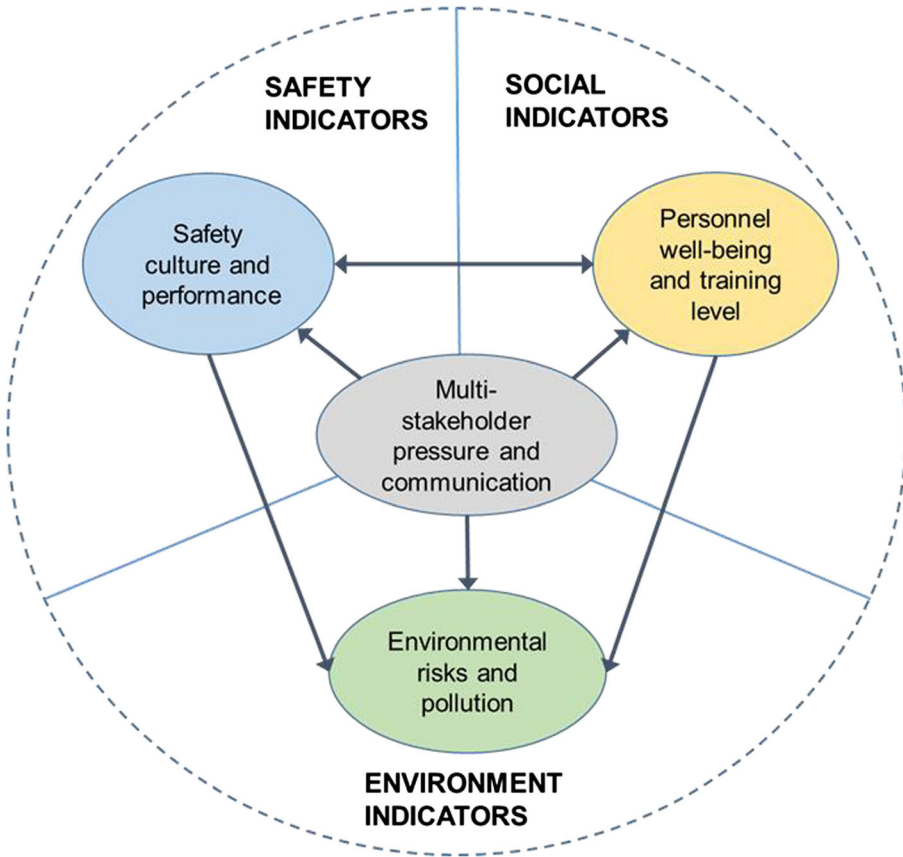 SAFETY
INDICATORS
SOCIAL
INDICATORS
Safety
culture and
performance
Personnel
well-being
and training
level
Multi-
stakeholder
pressure and
communication
Environmental
risks and
pollution
ENVIRONMENT
INDICATORS